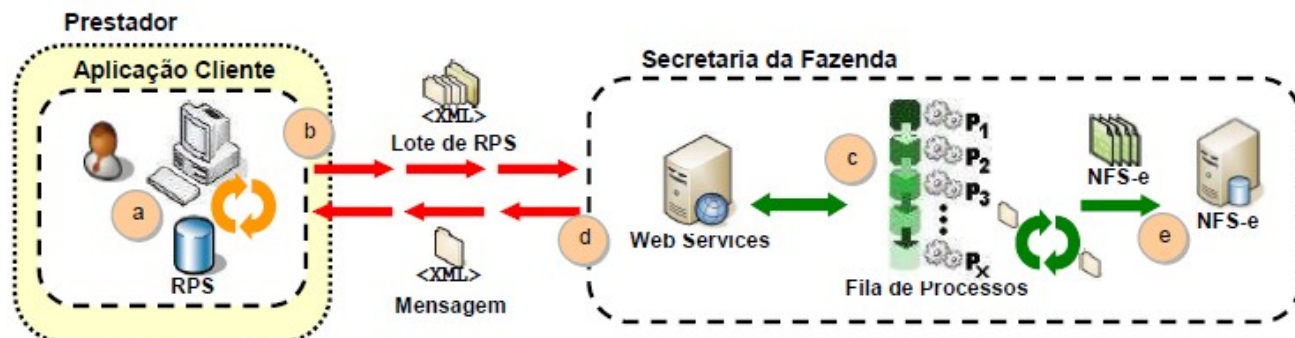 Prestador
Aplicação Cliente
a
RPS
b
<XML>
Lote de RPS
<XML>
Mensagem
Secretaria da Fazenda
d
Web Services
c
P1
P2
P3
Px
Fila de Processos
NFS-e
e
NFS-e